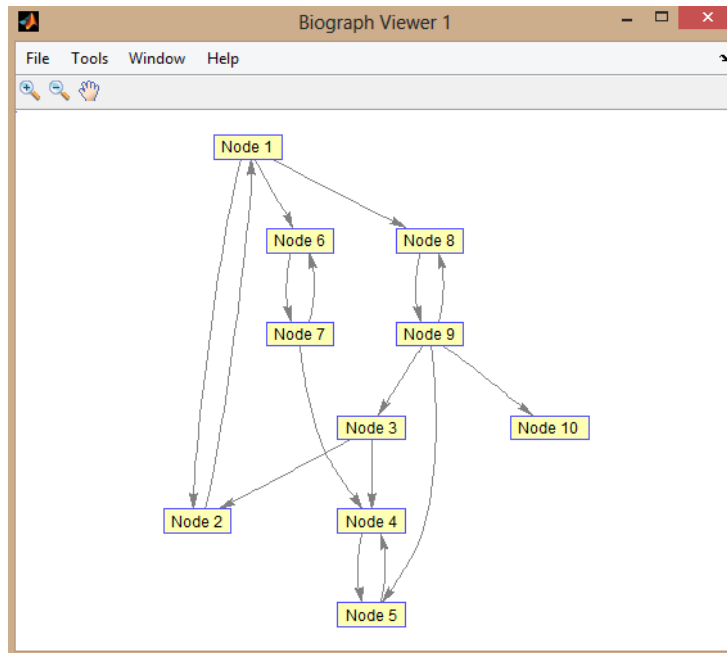 Biograph Viewer 1
File Tools Window Help
Node 1
Node 6 Node 8
Node 7 Node 9
Node 3 Node 10
Node 2 Node 4
Node 5